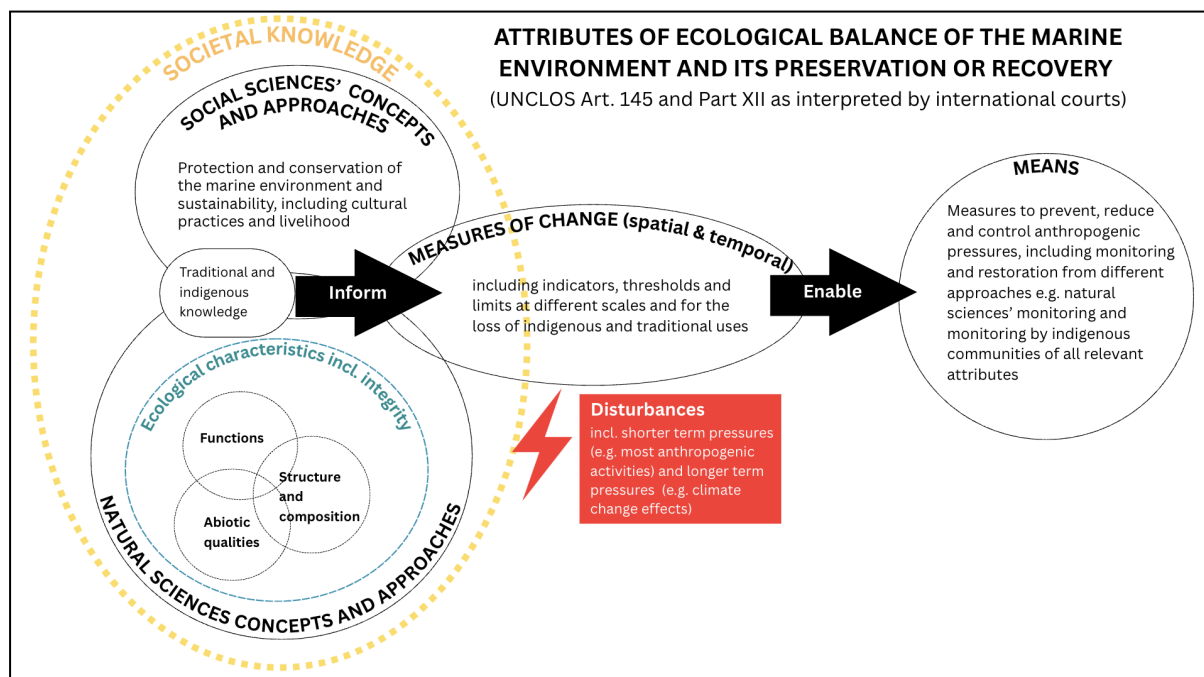 ATTRIBUTES OF ECOLOGICAL BALANCE OF THE MARINE
ENVIRONMENT AND ITS PRESERVATION OR RECOVERY
(UNCLOS Art. 145 and Part XII as interpreted by international courts)
SOCIETAL KNOWLEDGE
SOCIAL SCIENCES' CONCEPTS
AND APPROACHES
Protection and conservation of
the marine environment and
sustainability, including cultural
practices and livelihood
Traditional and
indigenous
knowledge
Inform
MEASURES OF CHANGE (spatial & temporal)
including indicators, thresholds and
limits at different scales and for the
loss of indigenous and traditional uses
Enable
MEANS
Measures to prevent, reduce
and control anthropogenic
pressures, including monitoring
and restoration from different
approaches e.g. natural
sciences' monitoring and
monitoring by indigenous
communities of all relevant
attributes
Ecological characteristics incl. integrity
Functions
Structure
and
composition
Abiotic
qualities
NATURAL SCIENCES CONCEPTS AND APPROACHES
Disturbances
incl. shorter term pressures
(e.g. most anthropogenic
activities) and longer term
pressures (e.g. climate
change effects)